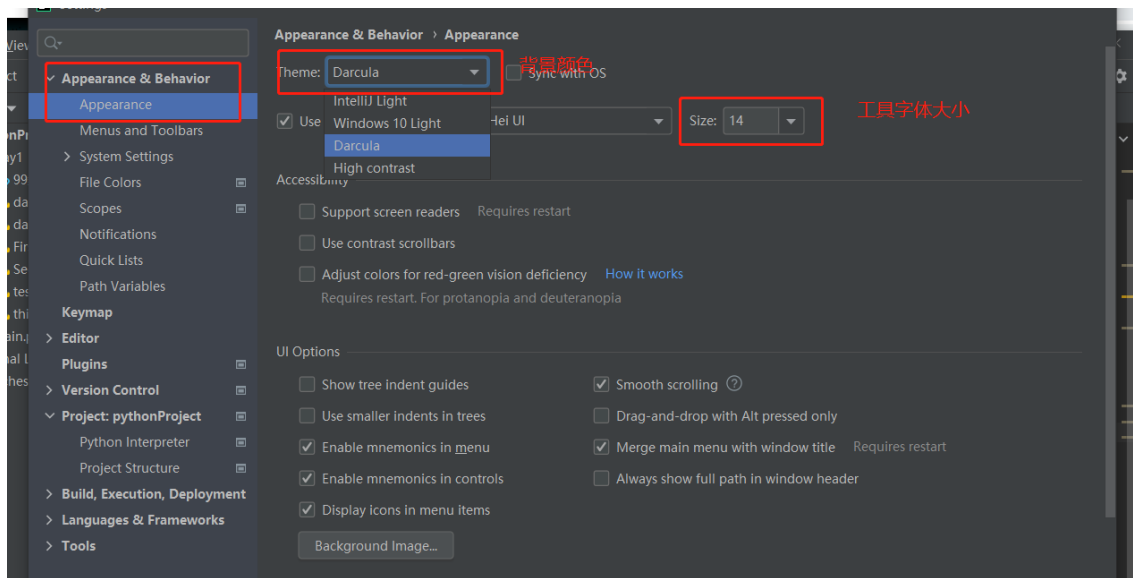 Settings
View
Appearance & Behavior › Appearance
Theme: Darcula
背景颜色
Sync with OS
IntelliJ Light
Windows 10 Light
Darcula
High contrast
Use
Hei UI
Size: 14
工具字体大小
Accessibility
Support screen readers Requires restart
Use contrast scrollbars
Adjust colors for red-green vision deficiency How it works
Requires restart. For protanopia and deuteranopia
UI Options
Show tree indent guides
Smooth scrolling
Use smaller indents in trees
Drag-and-drop with Alt pressed only
Enable mnemonics in menu
Merge main menu with window title Requires restart
Enable mnemonics in controls
Always show full path in window header
Display icons in menu items
Background Image...
Appearance & Behavior
Appearance
Menus and Toolbars
System Settings
File Colors
Scopes
Notifications
Quick Lists
Path Variables
Keymap
Editor
Plugins
Version Control
Project: pythonProject
Python Interpreter
Project Structure
Build, Execution, Deployment
Languages & Frameworks
Tools